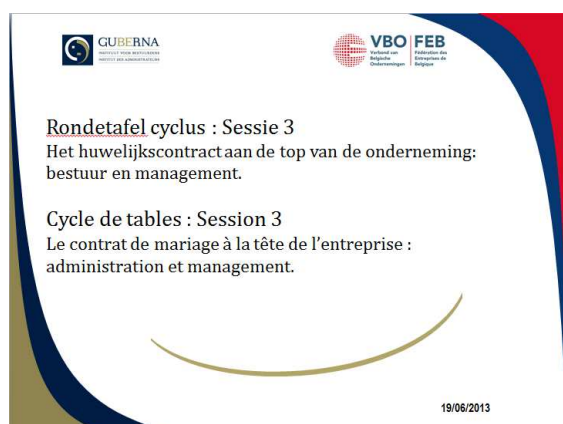 GUBERNA
INSTITUUT VOOR BESTUURDERS
INSTITUT DES ADMINISTRATEURS
VBO FEB
Verbond van Belgische Ondernemingen
Fédération des Entreprises de Belgique
Rondetafel cyclus : Sessie 3
Het huwelijkscontract aan de top van de onderneming:
bestuur en management.
Cycle de tables : Session 3
Le contrat de mariage à la tête de l’entreprise :
administration et management.
19/06/2013